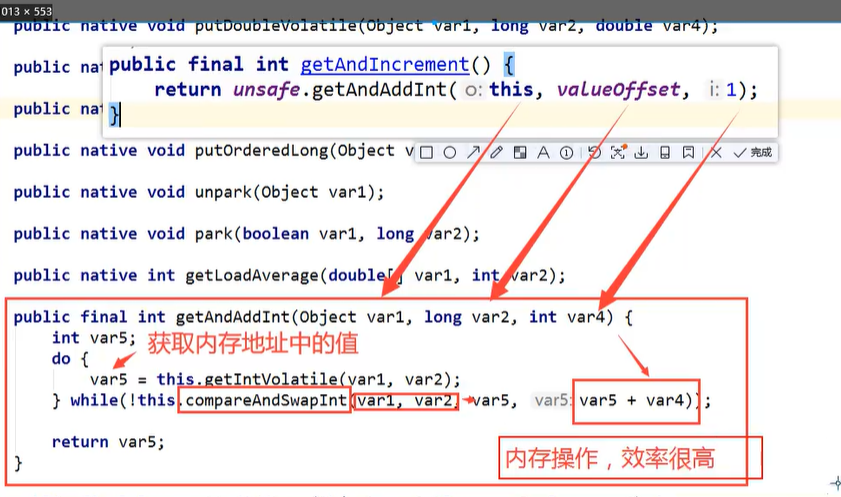 013 × 553
public native void putDoubleVolatile(Object var1, long var2, double var4);
public na
public final int getAndIncrement() {
return unsafe.getAndAddInt( o: this, valueOffset, i: 1);
}
public na
public native void putOrderedLong(Object v
完成
public native void unpark(Object var1);
public native void park(boolean var1, long var2);
public native int getLoadAverage(double[] var1, int var2);
public final int getAndAddInt(Object var1, long var2, int var4) {
int var5;
获取内存地址中的值
do {
var5 = this.getIntVolatile(var1, var2);
} while(!this.compareAndSwapInt(var1, var2, var5, var5: var5 + var4));
return var5;
内存操作，效率很高
}